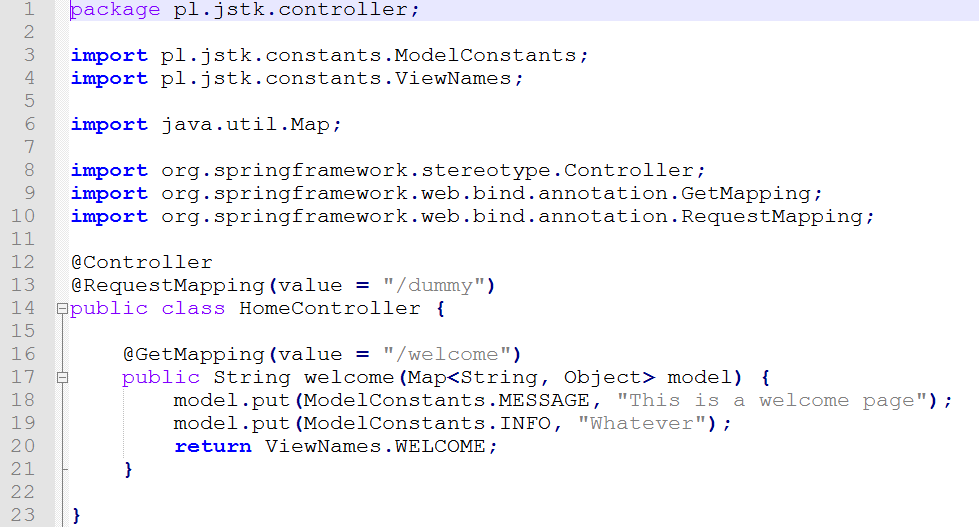 1 package pl.jstk.controller;
2
3 import pl.jstk.constants.ModelConstants;
4 import pl.jstk.constants.ViewNames;
5
6 import java.util.Map;
7
8 import org.springframework.stereotype.Controller;
9 import org.springframework.web.bind.annotation.GetMapping;
10 import org.springframework.web.bind.annotation.RequestMapping;
11
12 @Controller
13 @RequestMapping(value = "/dummy")
14 public class HomeController {
15
16     @GetMapping(value = "/welcome")
17     public String welcome(Map<String, Object> model) {
18         model.put(ModelConstants.MESSAGE, "This is a welcome page");
19         model.put(ModelConstants.INFO, "Whatever");
20         return ViewNames.WELCOME;
21     }
22
23 }